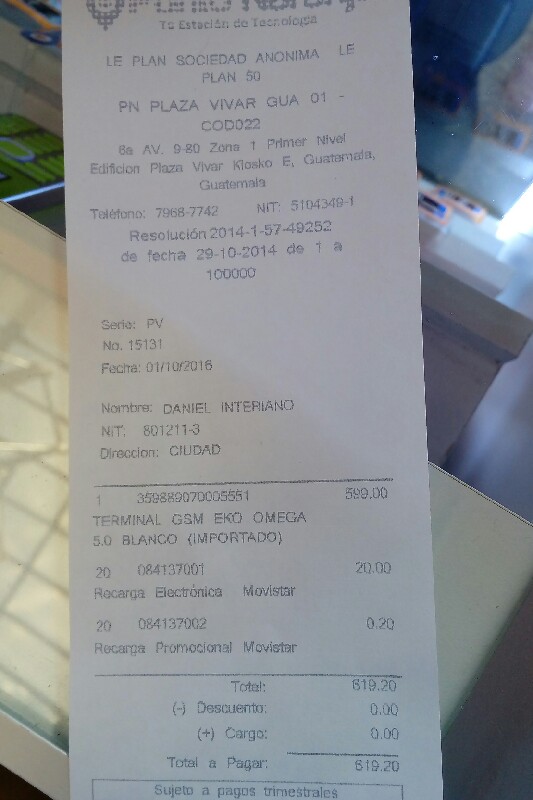 Tu Estación de Tecnología
LE PLAN SOCIEDAD ANONIMA LE
PLAN 50
PN PLAZA VIVAR GUA 01 -
COD022
6a AV. 9-80 Zona 1 Primer Nivel
Edificion Plaza Vivar Kiosko E, Guatemala,
Guatemala
Teléfono: 7968-7742 NIT: 5104349-1
Resolución 2014-1-57-49252
de fecha 29-10-2014 de 1 a
100000
Serie: PV
No. 15131
Fecha: 01/10/2016
Nombre: DANIEL INTERIANO
NIT: 801211-3
Direccion: CIUDAD
1 359889070005551 599.00
TERMINAL GSM EKO OMEGA
5.0 BLANCO (IMPORTADO)
20 084137001 20.00
Recarga Electrónica Movistar
20 084137002 0.20
Recarga Promocional Movistar
Total: 619.20
(-) Descuento: 0.00
(+) Cargo: 0.00
Total a Pagar: 619.20
Sujeto a pagos trimestrales